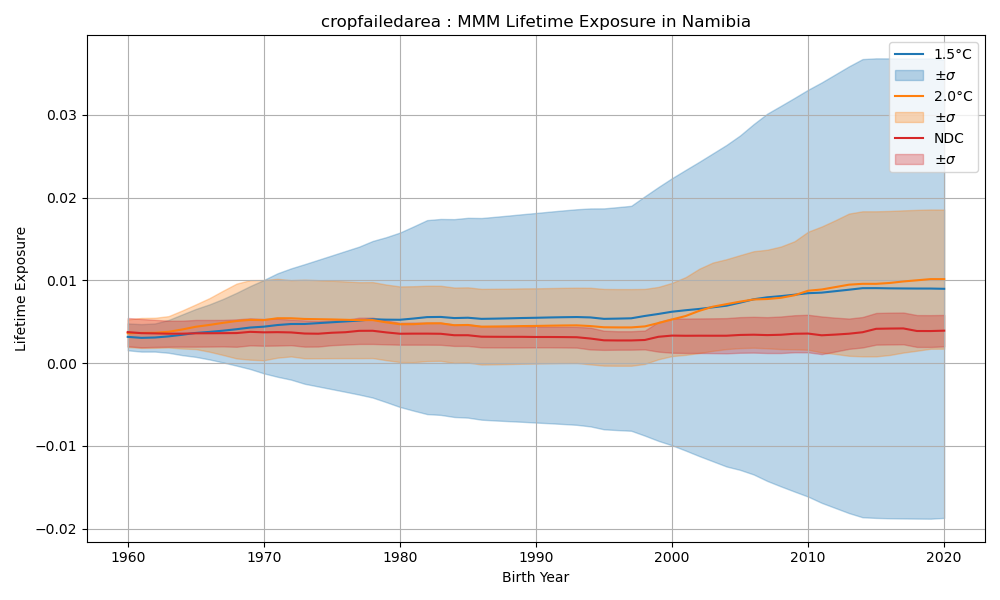 cropfailedarea : MMM Lifetime Exposure in Namibia
1.5°C
±σ
2.0°C
±σ
NDC
±σ
Lifetime Exposure
0.03
0.02
0.01
0.00
−0.01
−0.02
1960 1970 1980 1990 2000 2010 2020
Birth Year